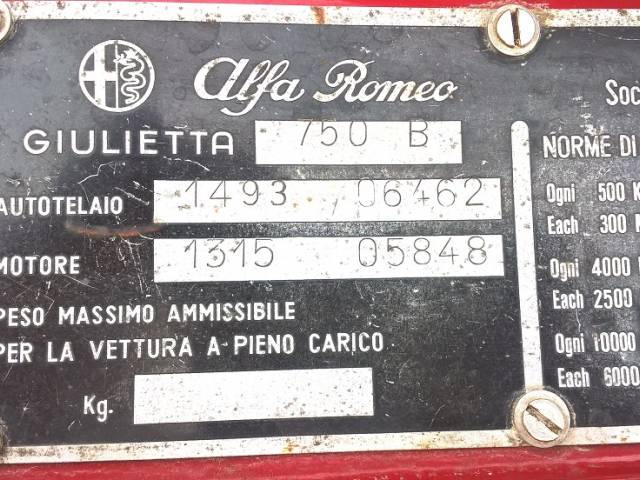 Alfa Romeo
GIULIETTA 750 B
AUTOTELAIO 1493 06462
MOTORE 1315 05848
PESO MASSIMO AMMISSIBILE
PER LA VETTURA A PIENO CARICO
Kg.
Soc
NORME DI
Ogni 500 K
Each 300
Ogni 4000
Each 2500
Ogni 10000
Each 6000